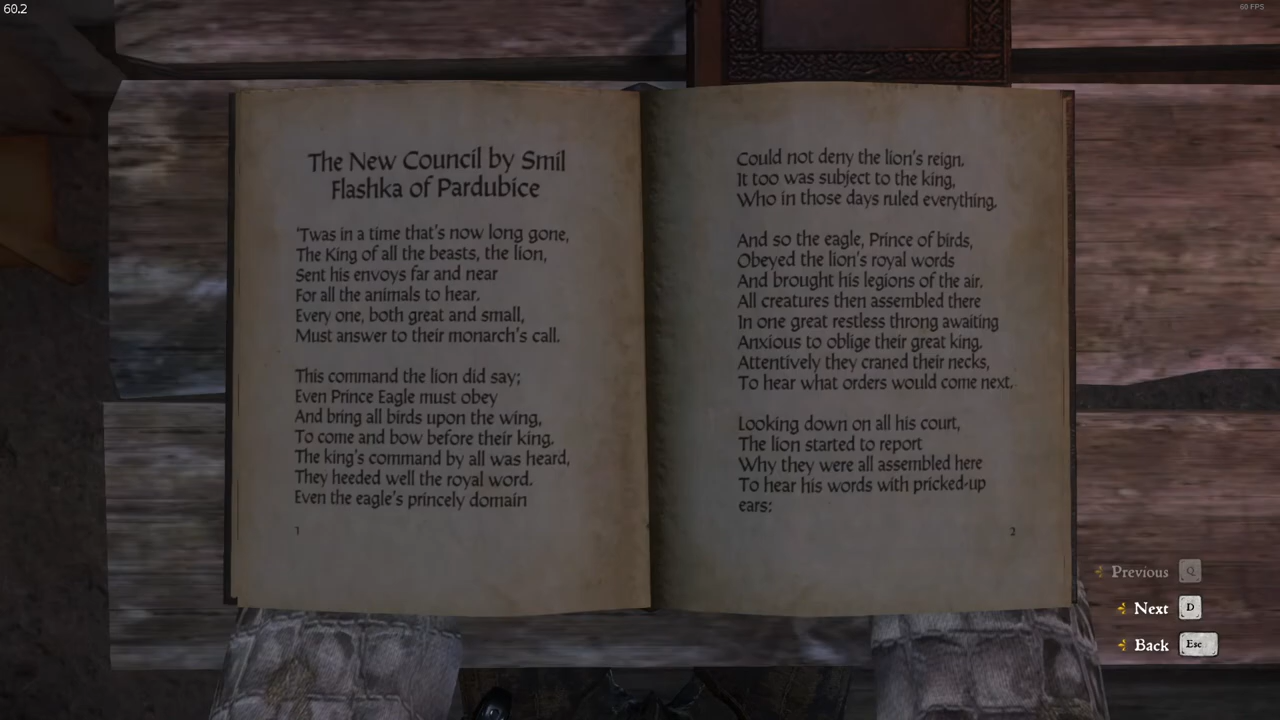 60.2
60 FPS
The New Council by Smil
Flashka of Pardubice
'Twas in a time that's now long gone,
The King of all the beasts, the lion,
Sent his envoys far and near
For all the animals to hear.
Every one, both great and small,
Must answer to their monarch's call.
This command the lion did say;
Even Prince Eagle must obey
And bring all birds upon the wing,
To come and bow before their king.
The king's command by all was heard,
They heeded well the royal word.
Even the eagle's princely domain
1
Could not deny the lion's reign.
It too was subject to the king,
Who in those days ruled everything.
And so the eagle, Prince of birds,
Obeyed the lion's royal words
And brought his legions of the air.
All creatures then assembled there
In one great restless throng awaiting
Anxious to oblige their great king.
Attentively they craned their necks,
To hear what orders would come next.
Looking down on all his court,
The lion started to report
Why they were all assembled here
To hear his words with pricked-up
ears:
2
Previous Q
Next D
Back Esc